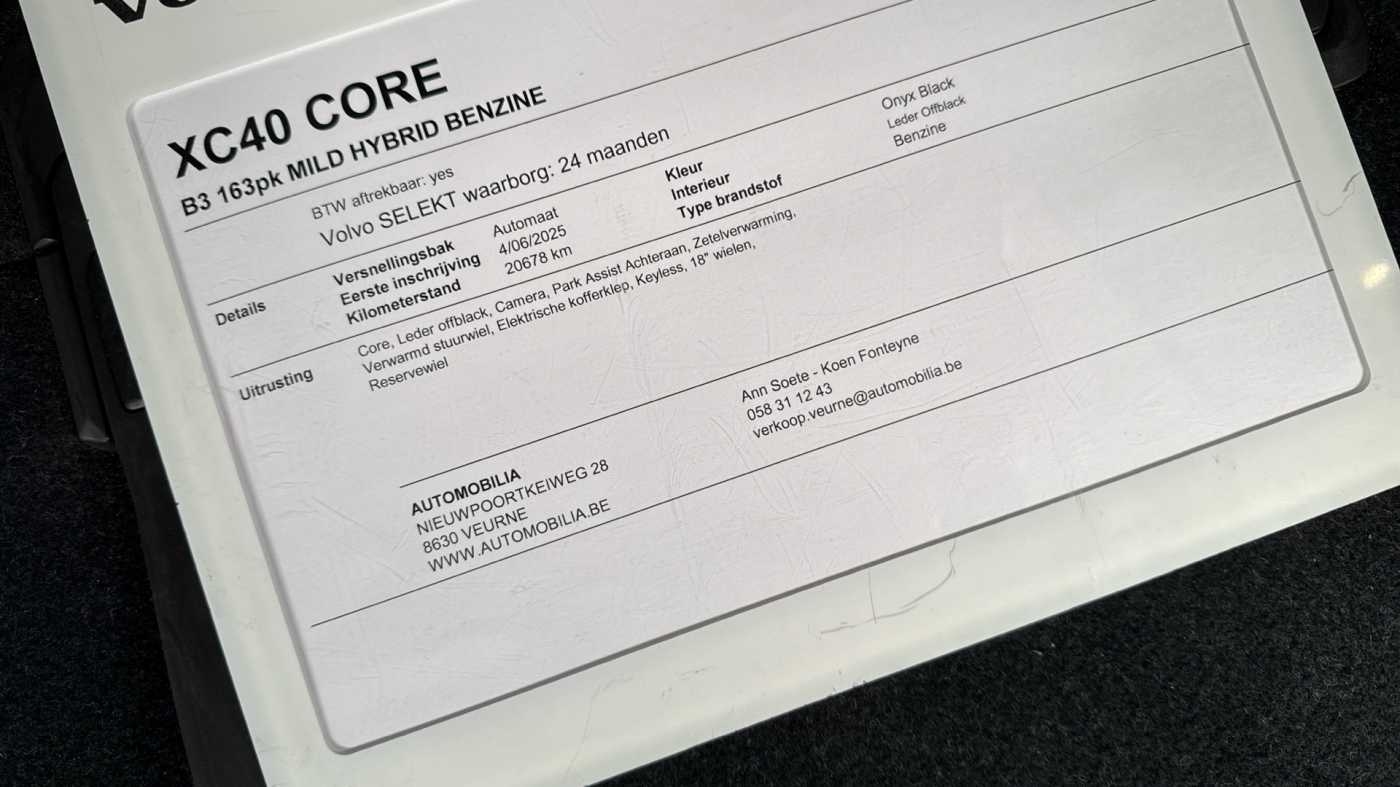 XC40 CORE
B3 163pk MILD HYBRID BENZINE
BTW aftrekbaar: yes
Volvo SELEKT waarborg: 24 maanden
Details
Versnellingsbak Automaat
Eerste inschrijving 4/06/2025
Kilometerstand 20678 km
Kleur Onyx Black
Interieur Leder Offblack
Type brandstof Benzine
Uitrusting
Core, Leder offblack, Camera, Park Assist Achteraan, Zetelverwarming,
Verwarmd stuurwiel, Elektrische kofferklep, Keyless, 18" wielen,
Reservewiel
AUTOMOBILIA
NIEUWPOORTKEIWEG 28
8630 VEURNE
WWW.AUTOMOBILIA.BE
Ann Soete - Koen Fonteyne
058 31 12 43
verkoop.veurne@automobilia.be